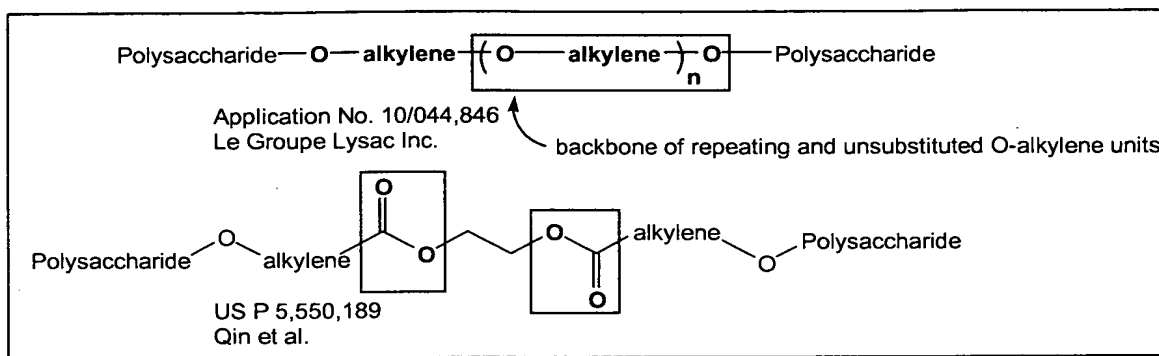 Polysaccharide—O—alkylene—(O—alkylene)n—O—Polysaccharide
Application No. 10/044,846
Le Groupe Lysac Inc.
backbone of repeating and unsubstituted O-alkylene units
O O alkylene O Polysaccharide
Polysaccharide alkylene O O
O
US P 5,550,189
Qin et al.